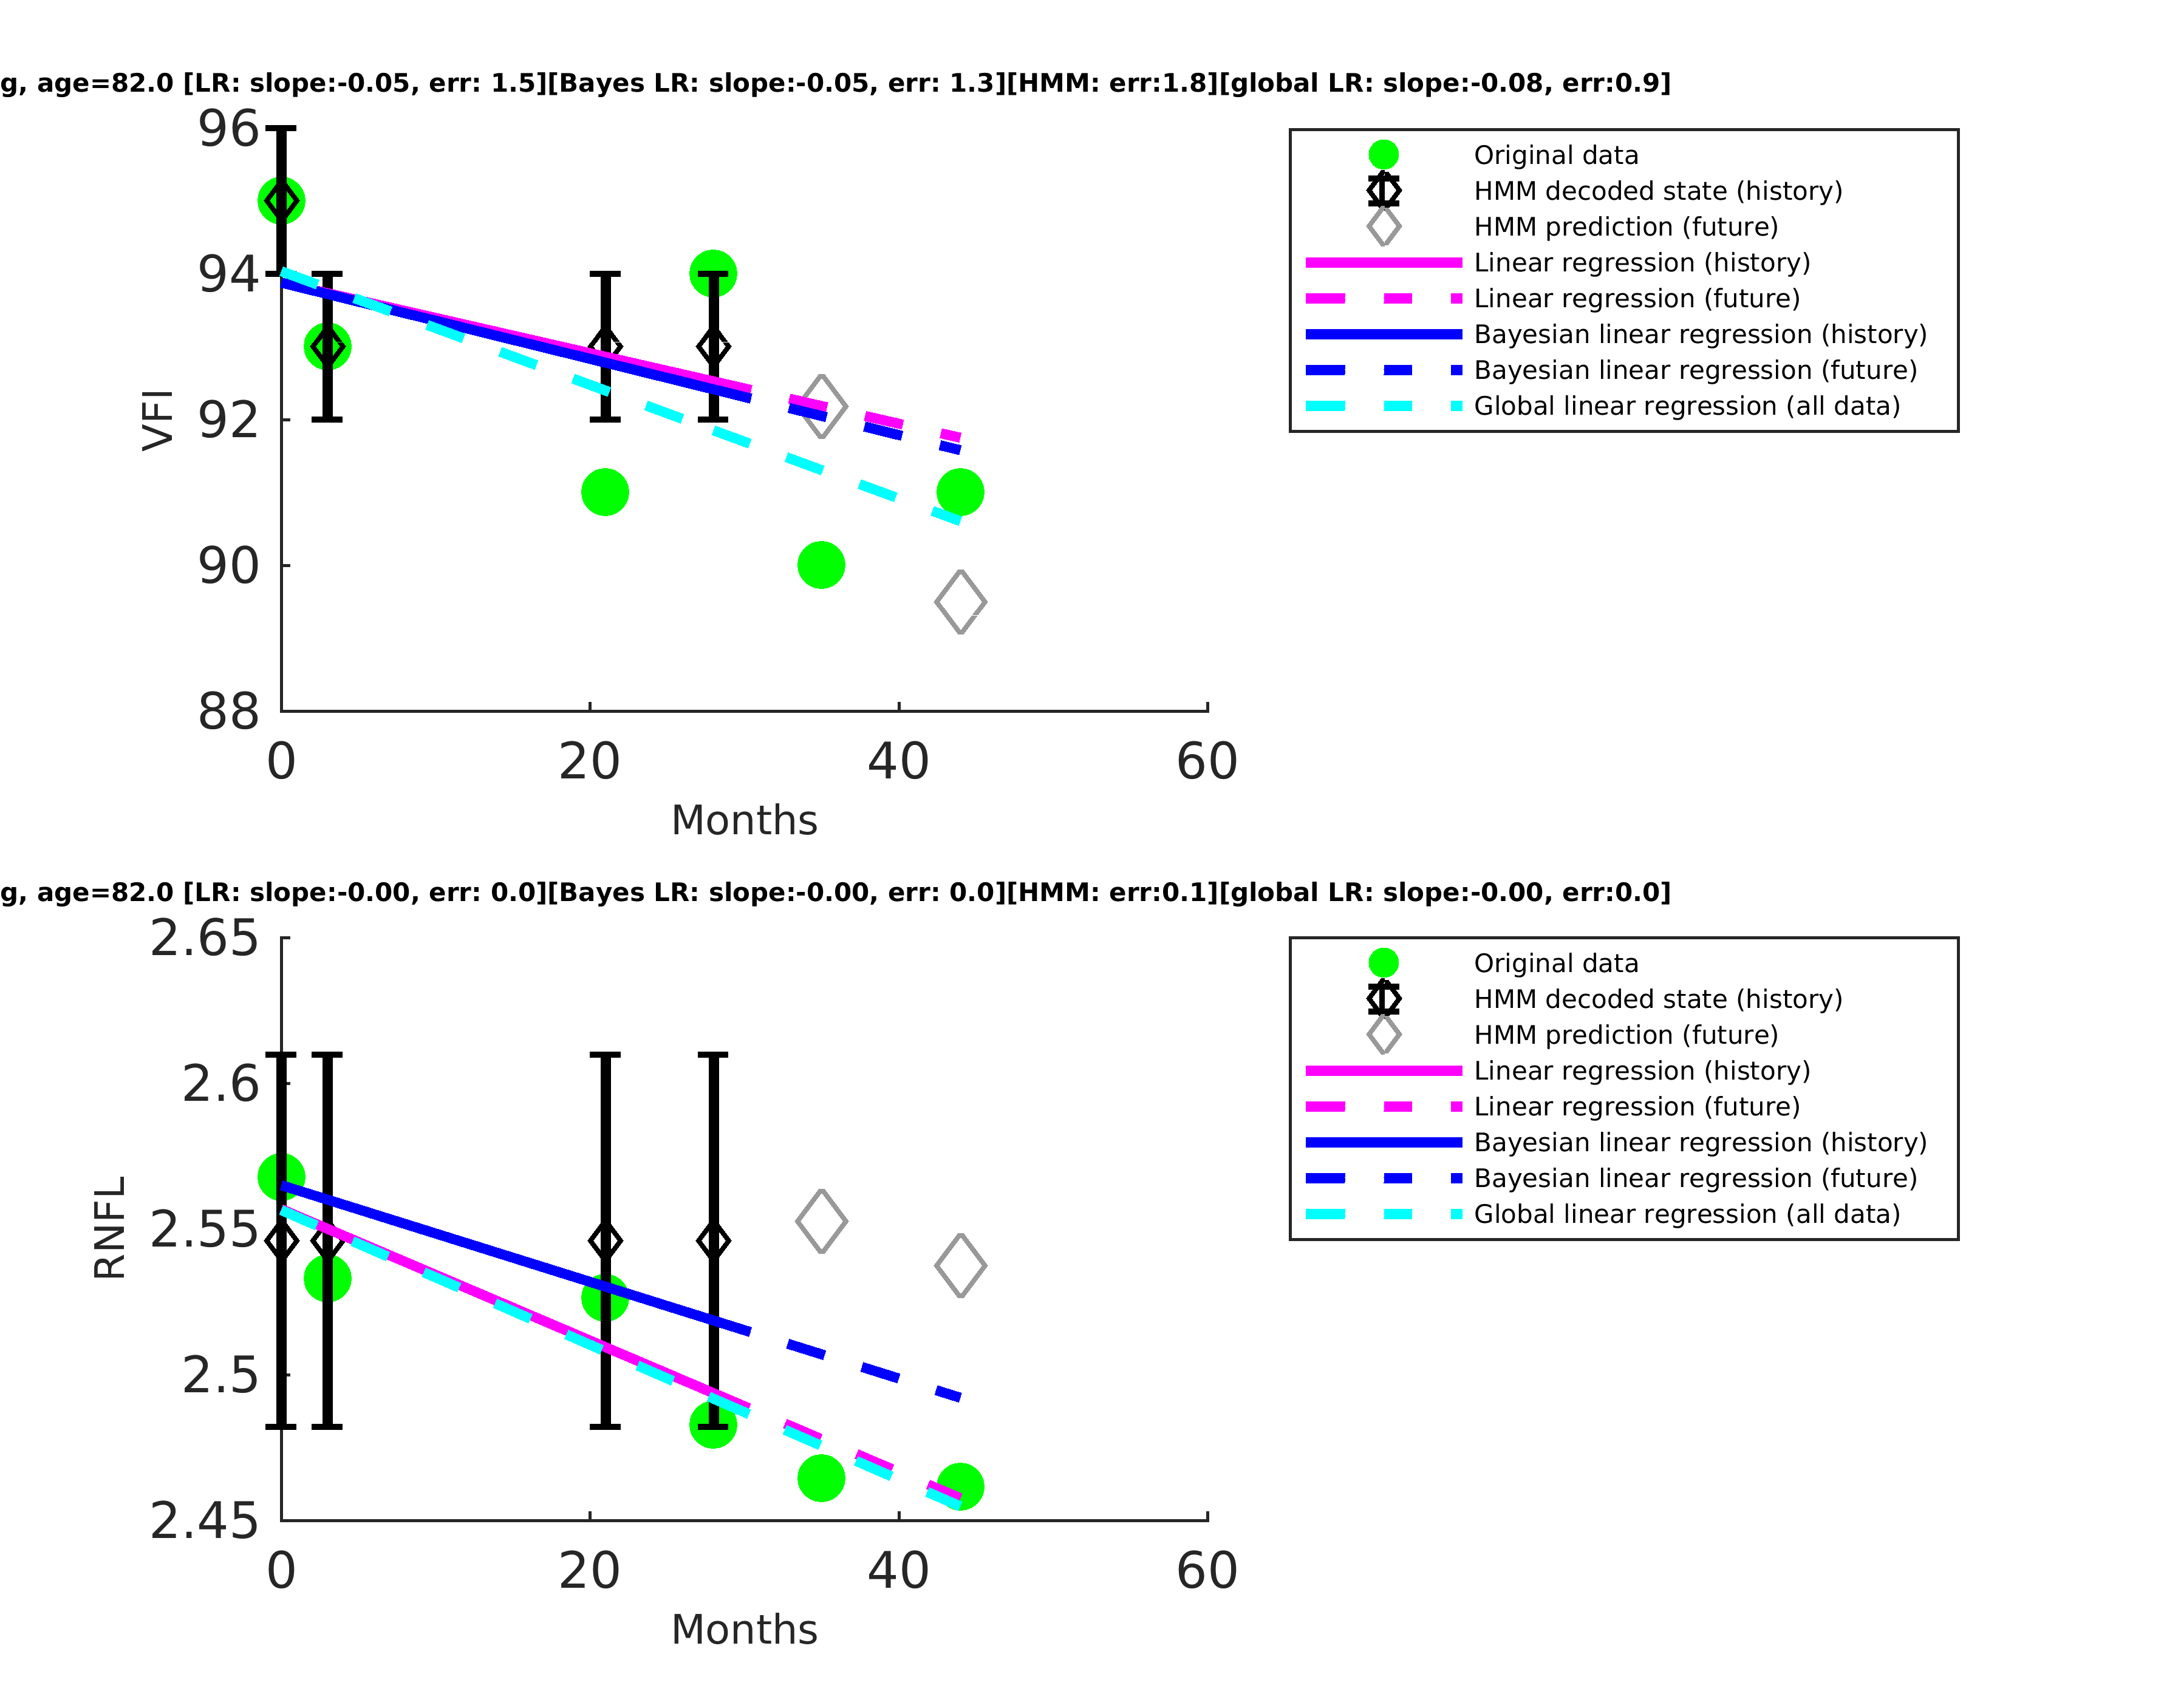 g, age=82.0 [LR: slope:-0.05, err: 1.5][Bayes LR: slope:-0.05, err: 1.3][HMM: err:1.8][global LR: slope:-0.08, err:0.9]
96
94
92
90
88
VFI
0 20 40 60
Months
Original data
HMM decoded state (history)
HMM prediction (future)
Linear regression (history)
Linear regression (future)
Bayesian linear regression (history)
Bayesian linear regression (future)
Global linear regression (all data)
g, age=82.0 [LR: slope:-0.00, err: 0.0][Bayes LR: slope:-0.00, err: 0.0][HMM: err:0.1][global LR: slope:-0.00, err:0.0]
2.65
2.6
2.55
2.5
2.45
RNFL
0 20 40 60
Months
Original data
HMM decoded state (history)
HMM prediction (future)
Linear regression (history)
Linear regression (future)
Bayesian linear regression (history)
Bayesian linear regression (future)
Global linear regression (all data)